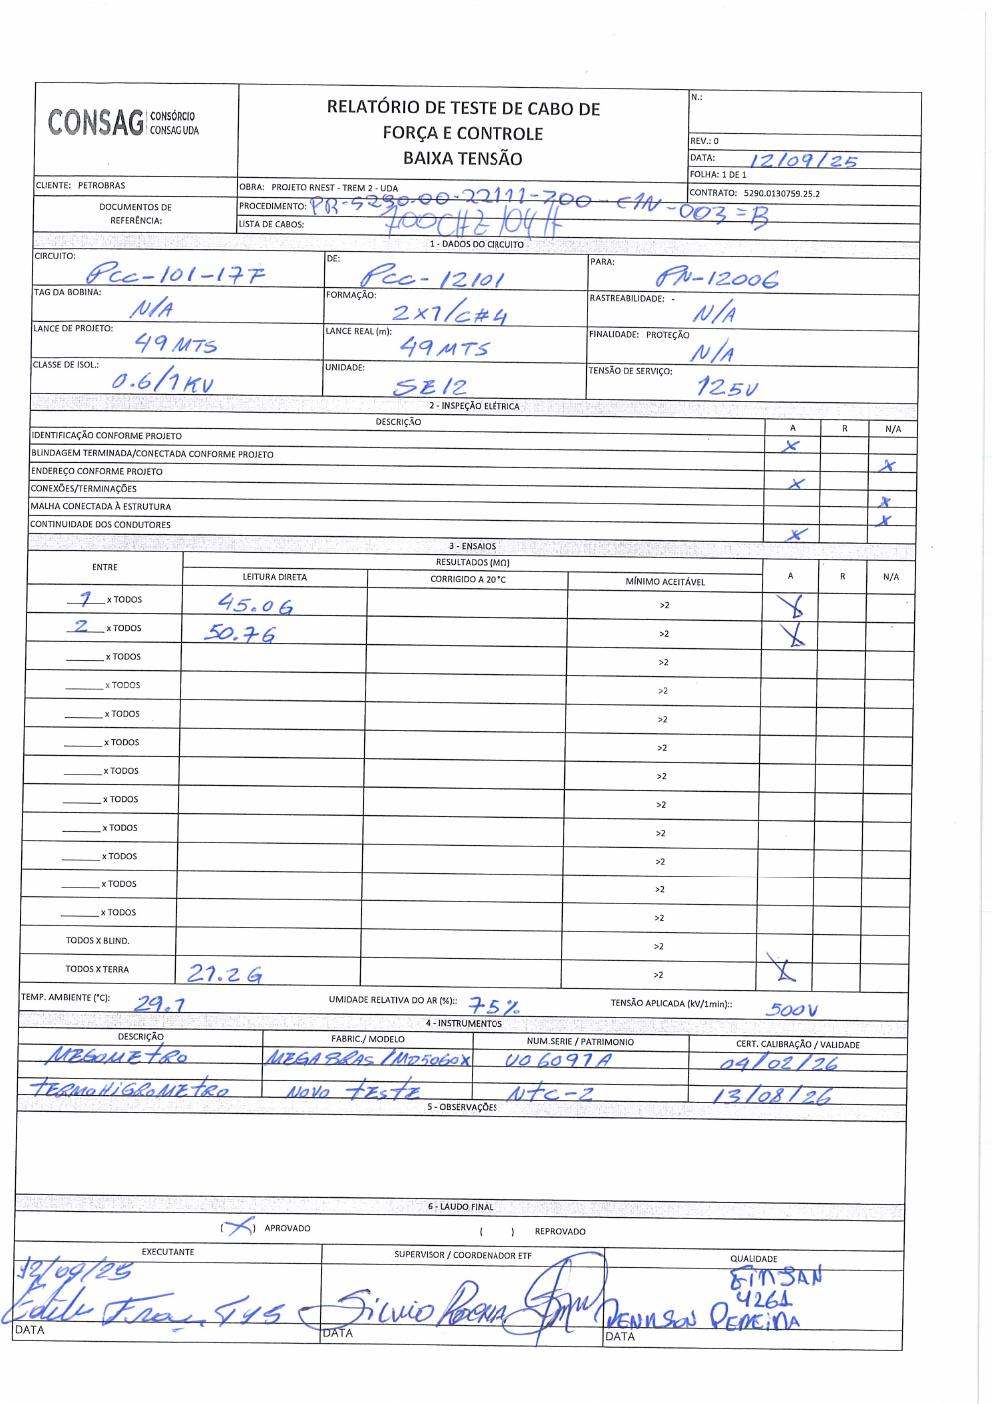 CONSAG CONSÓRCIO CONSAG UDA
RELATÓRIO DE TESTE DE CABO DE
FORÇA E CONTROLE
BAIXA TENSÃO
N.:
REV.: 0
DATA: 12/09/25
FOLHA: 1 DE 1
CLIENTE: PETROBRAS
OBRA: PROJETO RNEST - TREM 2 - UDA
CONTRATO: 5290.0130759.25.2
DOCUMENTOS DE REFERÊNCIA:
PROCEDIMENTO: PR-5290.00-22111-700-C1N-003=B
LISTA DE CABOS:
1 - DADOS DO CIRCUITO
CIRCUITO: PCC-101-17F
DE: PCC-12101
PARA: PN-12006
TAG DA BOBINA: N/A
FORMAÇÃO: 2x1/C#4
RASTREABILIDADE: - N/A
LANCE DE PROJETO: 49 MTS
LANCE REAL (m): 49 MTS
FINALIDADE: PROTEÇÃO N/A
CLASSE DE ISOL.: 0.6/1KV
UNIDADE: SE12
TENSÃO DE SERVIÇO: 125V
2 - INSPEÇÃO ELÉTRICA
DESCRIÇÃO A R N/A
IDENTIFICAÇÃO CONFORME PROJETO X
BLINDAGEM TERMINADA/CONECTADA CONFORME PROJETO X
ENDEREÇO CONFORME PROJETO X
CONEXÕES/TERMINAÇÕES
MALHA CONECTADA À ESTRUTURA X
CONTINUIDADE DOS CONDUTORES X X
3 - ENSAIOS
ENTRE RESULTADOS (MΩ) A R N/A
LEITURA DIRETA CORRIGIDO A 20°C MÍNIMO ACEITÁVEL
1 x TODOS 45.0G >2 X
2 x TODOS 50.7G >2 X
x TODOS >2
x TODOS >2
x TODOS >2
x TODOS >2
x TODOS >2
x TODOS >2
x TODOS >2
x TODOS >2
x TODOS >2
x TODOS >2
TODOS X BLIND. >2
TODOS X TERRA 21.2G >2 X
TEMP. AMBIENTE (°C): 29.1 UMIDADE RELATIVA DO AR (%):: 75% TENSÃO APLICADA (kV/1min):: 500V
4 - INSTRUMENTOS
DESCRIÇÃO FABRIC./ MODELO NUM.SERIE / PATRIMONIO CERT. CALIBRAÇÃO / VALIDADE
MEGOMETRO MEGABRAS/MD5060X UO6097A 04/02/26
TERMOHIGROMETRO NOVO TESTE NTC-2 13/08/26
5 - OBSERVAÇÕES
6 - LAUDO FINAL
(X) APROVADO ( ) REPROVADO
EXECUTANTE SUPERVISOR / COORDENADOR ETF QUALIDADE
12/09/25
4261
SILVIO ROCHA
DENILSON PEREIRA
DATA DATA DATA